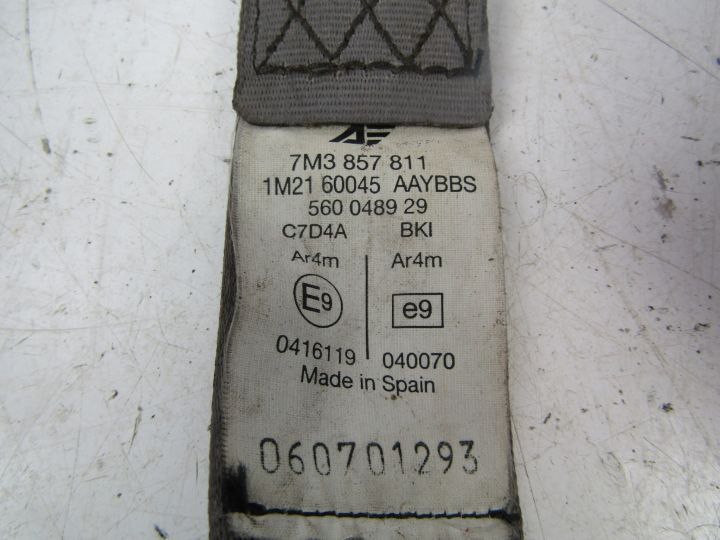 7M3 857 811
1M21 60045 AAYBBS
560 0489 29
C7D4A BKI
Ar4m Ar4m
E9 e9
0416119 040070
Made in Spain
060701293